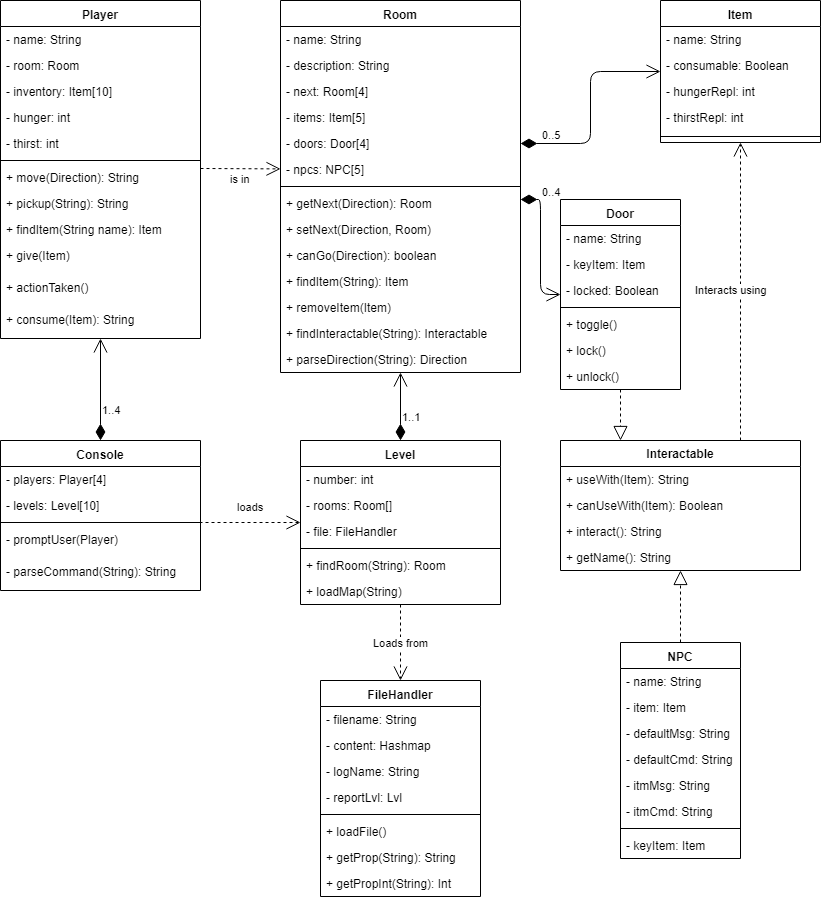 Player
- name: String
- room: Room
- inventory: Item[10]
- hunger: int
- thirst: int
+ move(Direction): String
+ pickup(String): String
+ findItem(String name): Item
+ give(Item)
+ actionTaken()
+ consume(Item): String
is in
Room
- name: String
- description: String
- next: Room[4]
- items: Item[5]
- doors: Door[4]
- npcs: NPC[5]
+ getNext(Direction): Room
+ setNext(Direction, Room)
+ canGo(Direction): boolean
+ findItem(String): Item
+ removeItem(Item)
+ findInteractable(String): Interactable
+ parseDirection(String): Direction
0..5
0..4
Item
- name: String
- consumable: Boolean
- hungerRepl: int
- thirstRepl: int
Door
- name: String
- keyItem: Item
- locked: Boolean
+ toggle()
+ lock()
+ unlock()
Interacts using
1..4
1..1
Console
- players: Player[4]
- levels: Level[10]
- promptUser(Player)
- parseCommand(String): String
loads
Level
- number: int
- rooms: Room[]
- file: FileHandler
+ findRoom(String): Room
+ loadMap(String)
Interactable
+ useWith(Item): String
+ canUseWith(Item): Boolean
+ interact(): String
+ getName(): String
Loads from
FileHandler
- filename: String
- content: Hashmap
- logName: String
- reportLvl: Lvl
+ loadFile()
+ getProp(String): String
+ getPropInt(String): Int
NPC
- name: String
- item: Item
- defaultMsg: String
- defaultCmd: String
- itmMsg: String
- itmCmd: String
- keyItem: Item